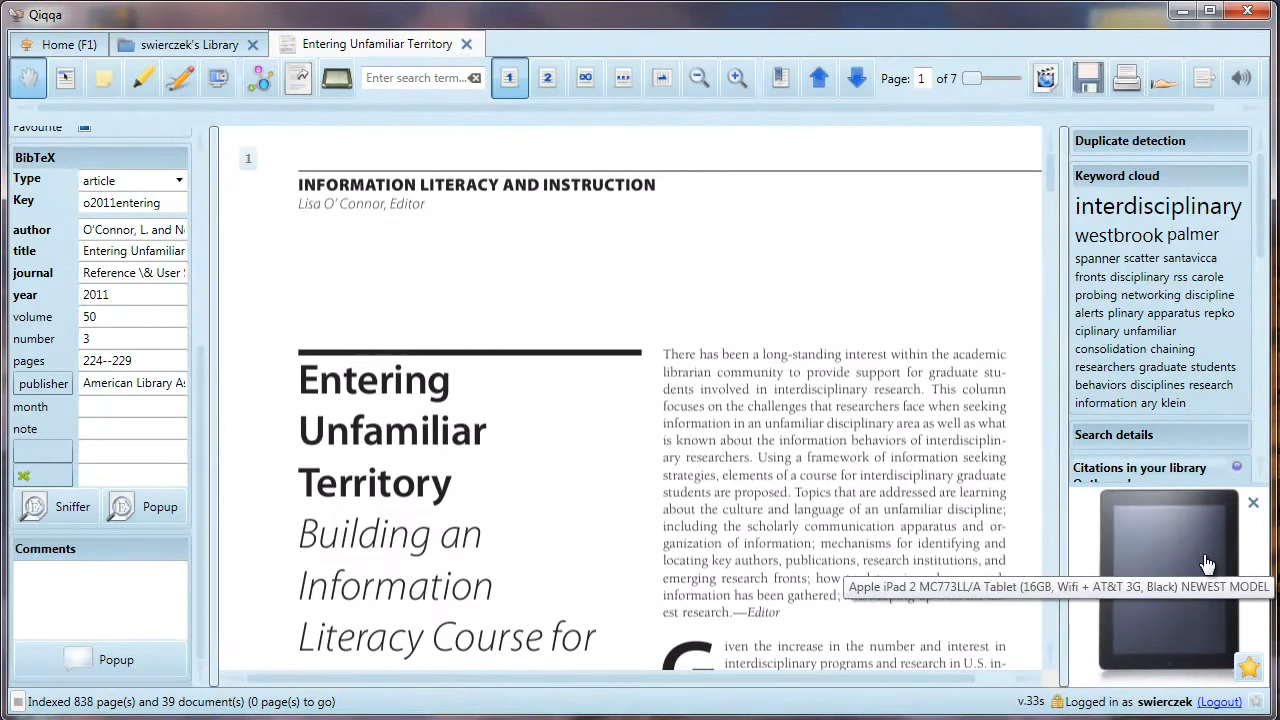 Qiqqa
Home (F1)
swierczek's Library
Entering Unfamiliar Territory
Enter search term...
1
2
Page: 1 of 7
Favourite
BibTeX
Type article
Key o2011entering
author O'Connor, L. and N
title Entering Unfamiliar
journal Reference \& User
year 2011
volume 50
number 3
pages 224--229
publisher American Library As
month
note
Sniffer
Popup
Comments
Popup
1
INFORMATION LITERACY AND INSTRUCTION
Lisa O'Connor, Editor
Entering
Unfamiliar
Territory
Building an
Information
Literacy Course for
There has been a long-standing interest within the academic
librarian community to provide support for graduate stu-
dents involved in interdisciplinary research. This column
focuses on the challenges that researchers face when seeking
information in an unfamiliar disciplinary area as well as what
is known about the information behaviors of interdisciplin-
ary researchers. Using a framework of information seeking
strategies, elements of a course for interdisciplinary graduate
students are proposed. Topics that are addressed are learning
about the culture and language of an unfamiliar discipline;
including the scholarly communication apparatus and or-
ganization of information; mechanisms for identifying and
locating key authors, publications, research institutions, and
emerging research fronts; how
information has been gathered;
est research.—Editor
Given the increase in the number and interest in
interdisciplinary programs and research in U.S. in-
Duplicate detection
Keyword cloud
interdisciplinary
westbrook palmer
spanner scatter santavicca
fronts disciplinary rss carole
probing networking discipline
alerts plinary apparatus repko
ciplinary unfamiliar
consolidation chaining
researchers graduate students
behaviors disciplines research
information ary klein
Search details
Citations in your library
Apple iPad 2 MC773LL/A Tablet (16GB, Wifi + AT&T 3G, Black) NEWEST MODEL
Indexed 838 page(s) and 39 document(s) (0 page(s) to go)
v.33s
Logged in as swierczek (Logout)